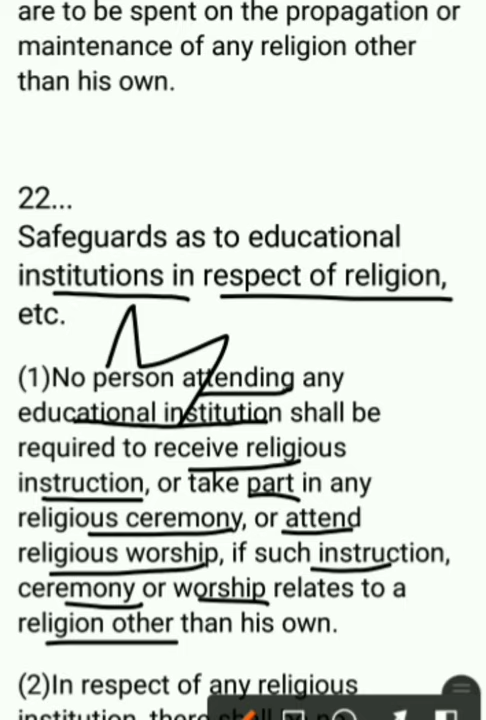 are to be spent on the propagation or
maintenance of any religion other
than his own.
22...
Safeguards as to educational
institutions in respect of religion,
etc.
(1)No person attending any
educational institution shall be
required to receive religious
instruction, or take part in any
religious ceremony, or attend
religious worship, if such instruction,
ceremony or worship relates to a
religion other than his own.
(2)In respect of any religious
institution, there shall